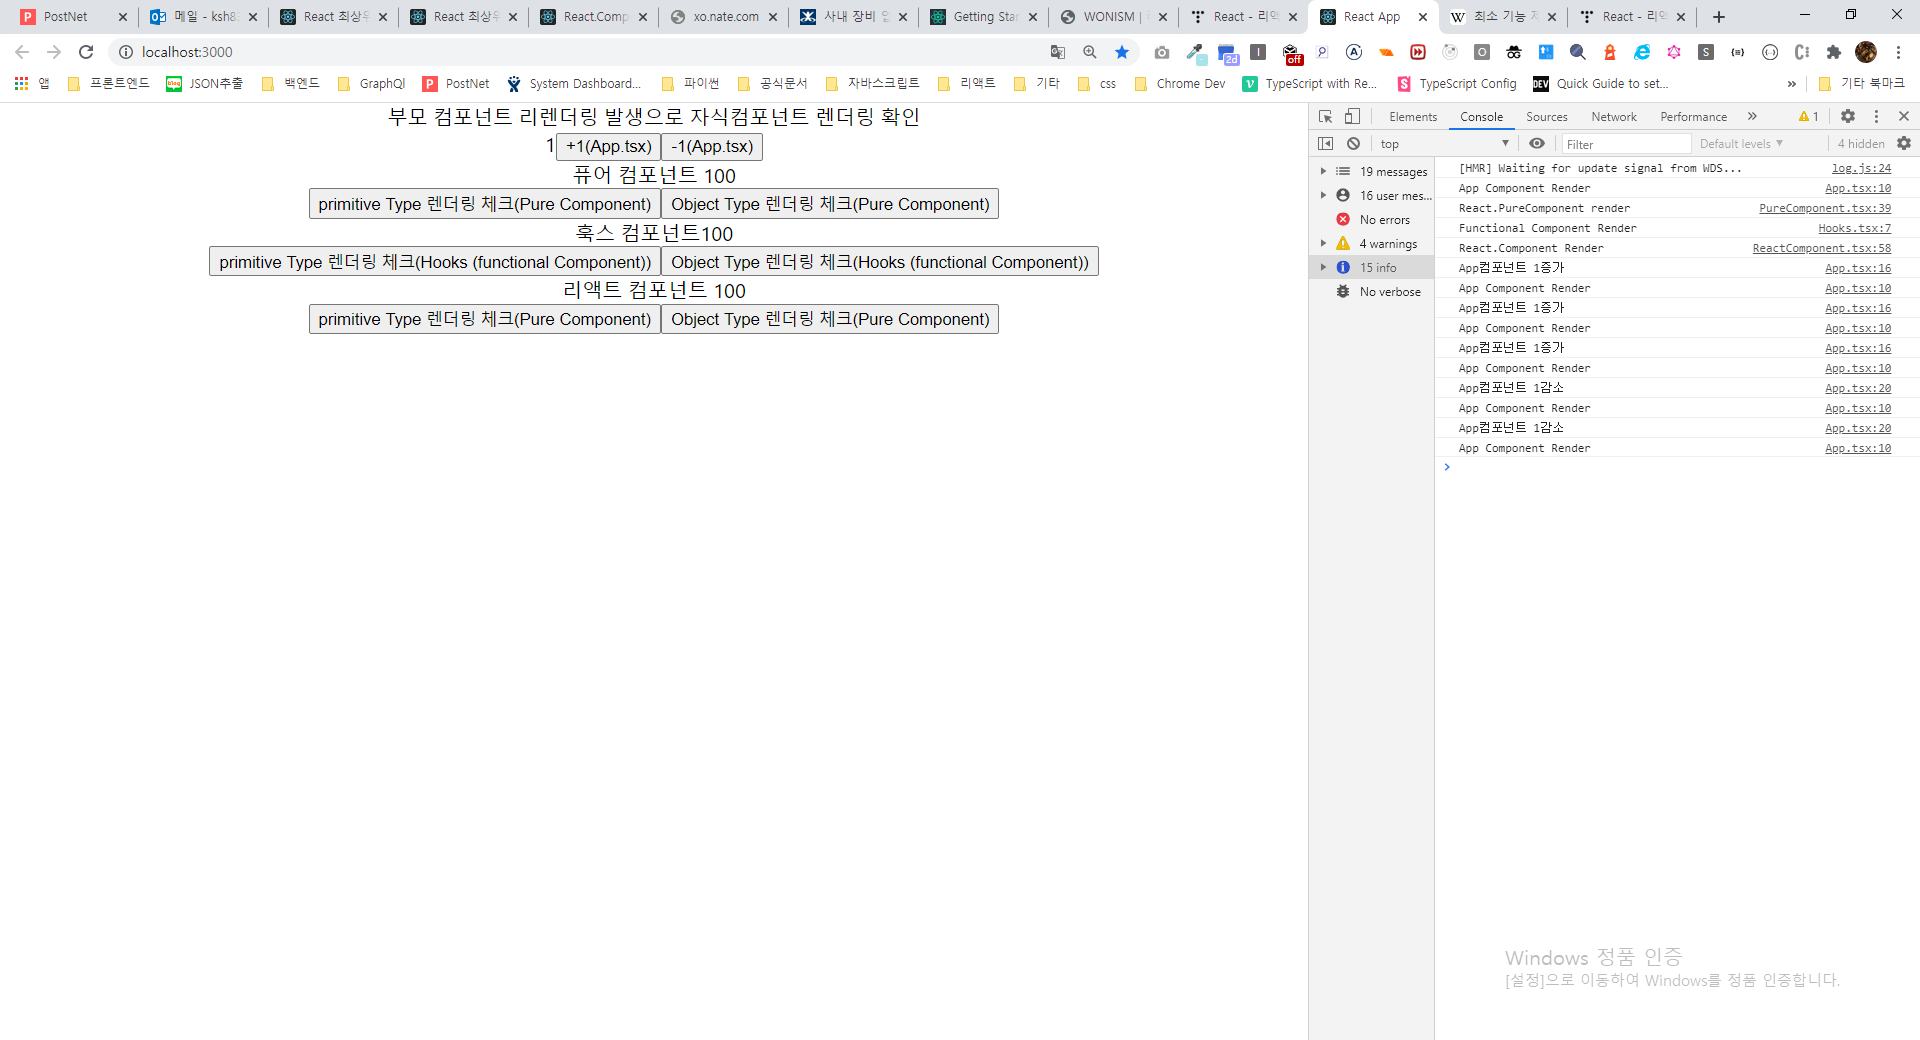 PostNet
메일 - ksh8
React 최상우
React 최상우
React.Comp
xo.nate.com
사내 장비 업
Getting Star
WONISM |
React - 리액
React App
최소 기능 제
React - 리액
localhost:3000
2d
off
앱
프론트엔드
JSON추출
백엔드
GraphQl
PostNet
System Dashboard...
파이썬
공식문서
자바스크립트
리액트
기타
css
Chrome Dev
TypeScript with Re...
TypeScript Config
DEV
Quick Guide to set...
»
기타 북마크
부모 컴포넌트 리렌더링 발생으로 자식컴포넌트 렌더링 확인
1 +1(App.tsx) -1(App.tsx)
퓨어 컴포넌트 100
primitive Type 렌더링 체크(Pure Component) Object Type 렌더링 체크(Pure Component)
훅스 컴포넌트100
primitive Type 렌더링 체크(Hooks (functional Component)) Object Type 렌더링 체크(Hooks (functional Component))
리액트 컴포넌트 100
primitive Type 렌더링 체크(Pure Component) Object Type 렌더링 체크(Pure Component)
Elements Console Sources Network Performance » 1
top Filter Default levels 4 hidden
19 messages
16 user mes...
No errors
4 warnings
15 info
No verbose
[HMR] Waiting for update signal from WDS... log.js:24
App Component Render App.tsx:10
React.PureComponent render PureComponent.tsx:39
Functional Component Render Hooks.tsx:7
React.Component Render ReactComponent.tsx:58
App컴포넌트 1증가 App.tsx:16
App Component Render App.tsx:10
App컴포넌트 1증가 App.tsx:16
App Component Render App.tsx:10
App컴포넌트 1증가 App.tsx:16
App Component Render App.tsx:10
App컴포넌트 1감소 App.tsx:20
App Component Render App.tsx:10
App컴포넌트 1감소 App.tsx:20
App Component Render App.tsx:10
Windows 정품 인증
[설정]으로 이동하여 Windows를 정품 인증합니다.